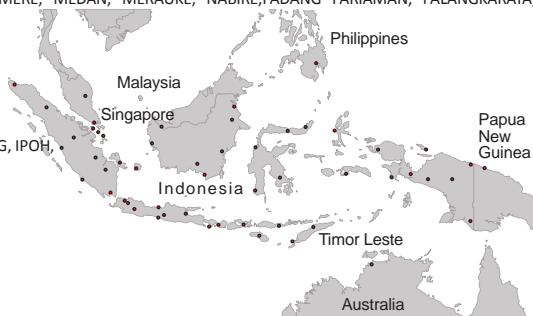 MERE, MEDAN, MERAUKE, NABIRE,PADANG PARIAMAN, PALANGKARAYA,
Philippines
Malaysia
Singapore
Papua
New
Guinea
G, IPOH,
Indonesia
Timor Leste
Australia